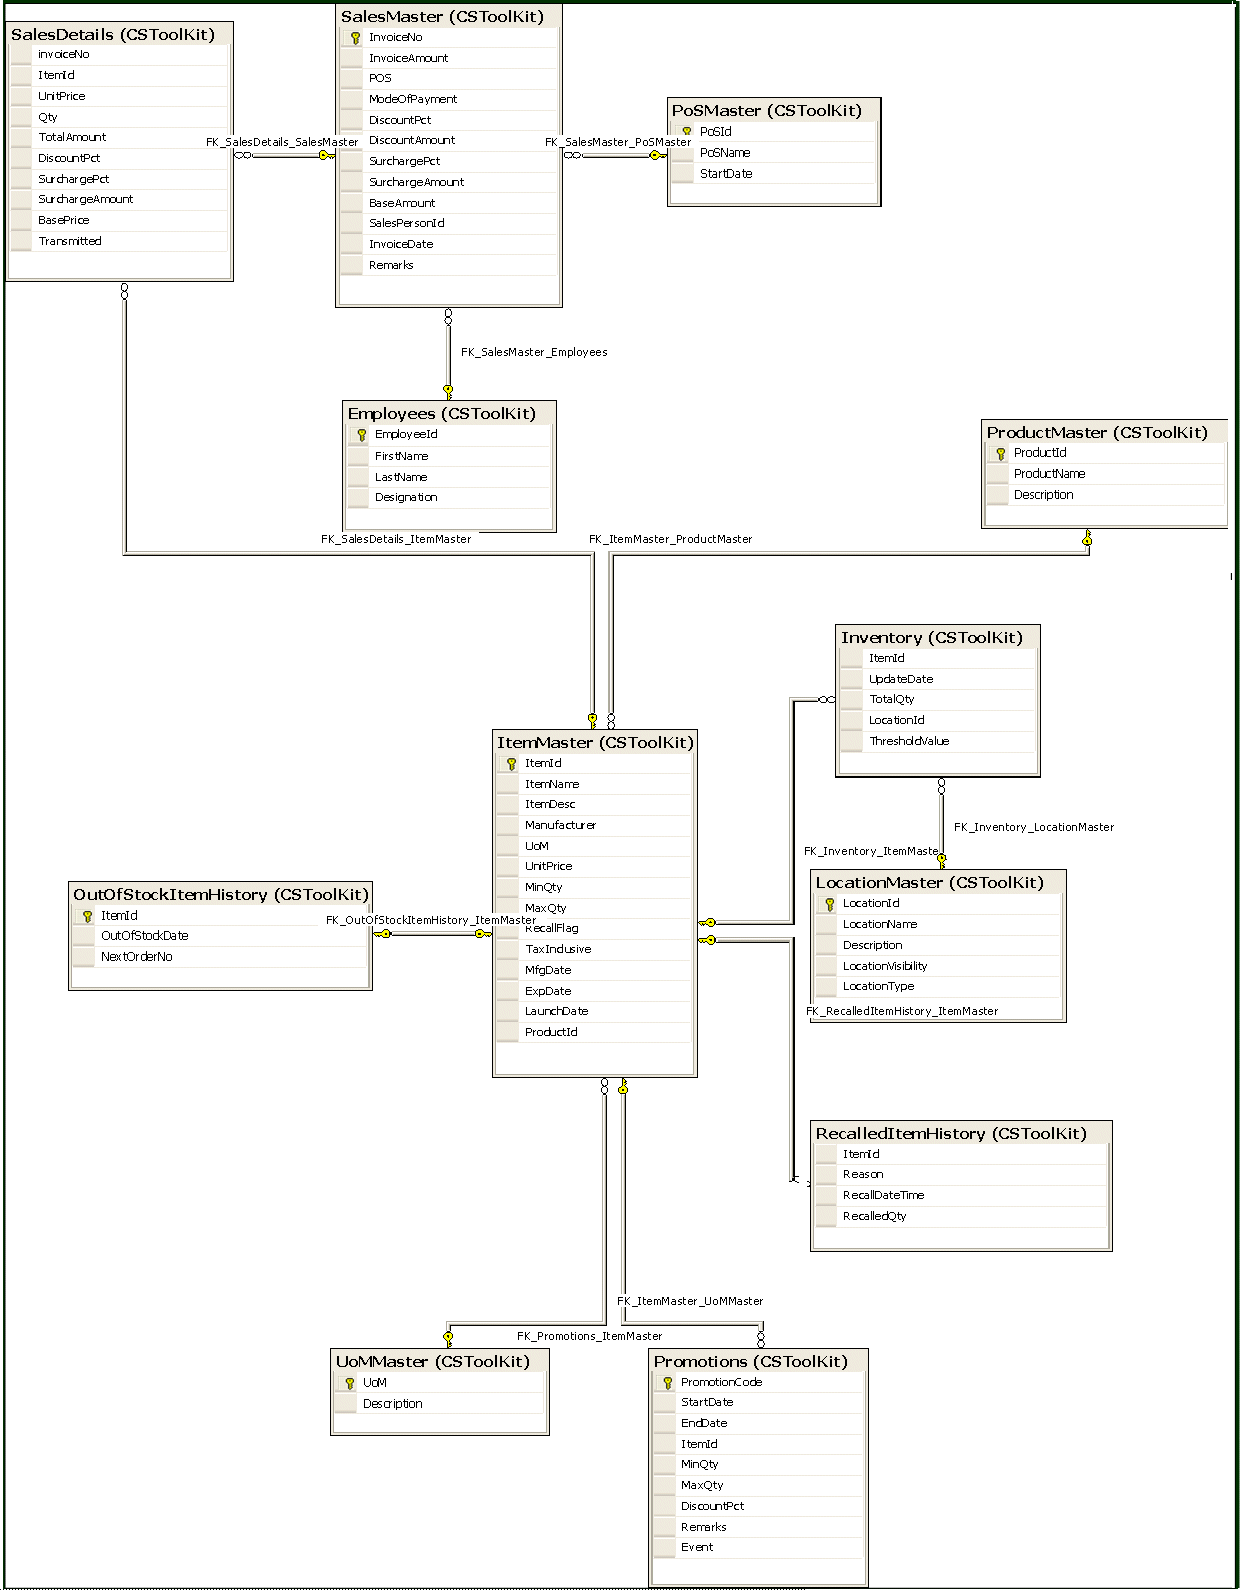 SalesDetails (CSToolKit)
invoiceNo
ItemId
UnitPrice
Qty
TotalAmount
DiscountPct
SurchargePct
SurchargeAmount
BasePrice
Transmitted
FK_SalesDetails_SalesMaster
SalesMaster (CSToolKit)
InvoiceNo
InvoiceAmount
POS
ModeOfPayment
DiscountPct
DiscountAmount
SurchargePct
SurchargeAmount
BaseAmount
SalesPersonId
InvoiceDate
Remarks
FK_SalesMaster_PoSMaster
PoSMaster (CSToolKit)
PoSId
PoSName
StartDate
FK_SalesMaster_Employees
Employees (CSToolKit)
EmployeeId
FirstName
LastName
Designation
ProductMaster (CSToolKit)
ProductId
ProductName
Description
FK_SalesDetails_ItemMaster
FK_ItemMaster_ProductMaster
Inventory (CSToolKit)
ItemId
UpdateDate
TotalQty
LocationId
ThresholdValue
FK_Inventory_LocationMaster
FK_Inventory_ItemMaste
ItemMaster (CSToolKit)
ItemId
ItemName
ItemDesc
Manufacturer
UoM
UnitPrice
MinQty
MaxQty
RecallFlag
TaxInclusive
MfgDate
ExpDate
LaunchDate
ProductId
OutOfStockItemHistory (CSToolKit)
ItemId
OutOfStockDate
NextOrderNo
FK_OutOfStockItemHistory_ItemMaster
LocationMaster (CSToolKit)
LocationId
LocationName
Description
LocationVisibility
LocationType
FK_RecalledItemHistory_ItemMaster
RecalledItemHistory (CSToolKit)
ItemId
Reason
RecallDateTime
RecalledQty
FK_ItemMaster_UoMMaster
FK_Promotions_ItemMaster
UoMMaster (CSToolKit)
UoM
Description
Promotions (CSToolKit)
PromotionCode
StartDate
EndDate
ItemId
MinQty
MaxQty
DiscountPct
Remarks
Event